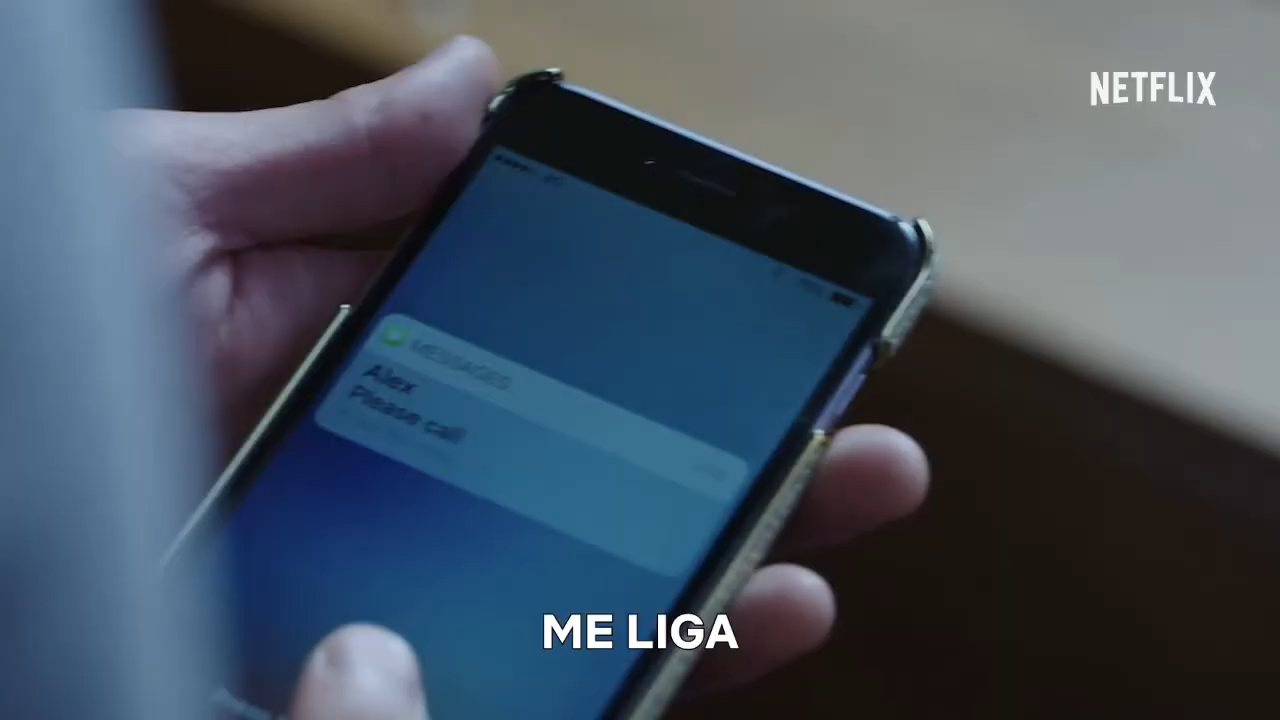 NETFLIX
MESSAGES
Alex
Please call
ME LIGA